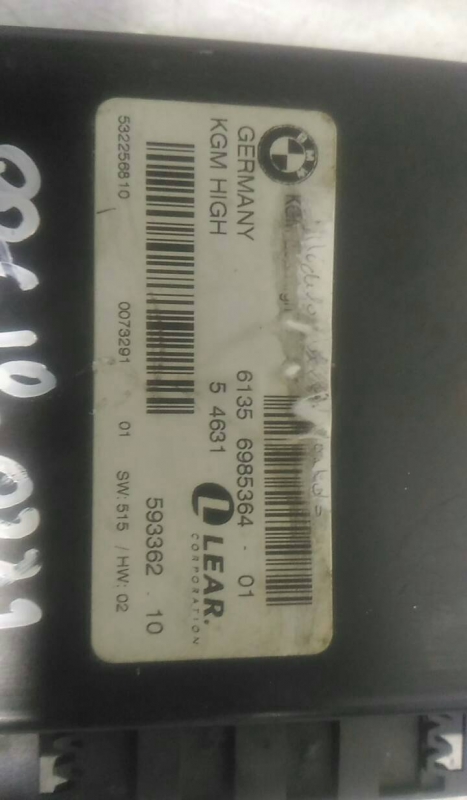 BMW
GERMANY 6135 6985364 - 01
KGM HIGH 5 4631
LEAR.
CORPORATION
593362 . 10
532256810 0073291 01 SW:515 / HW: 02